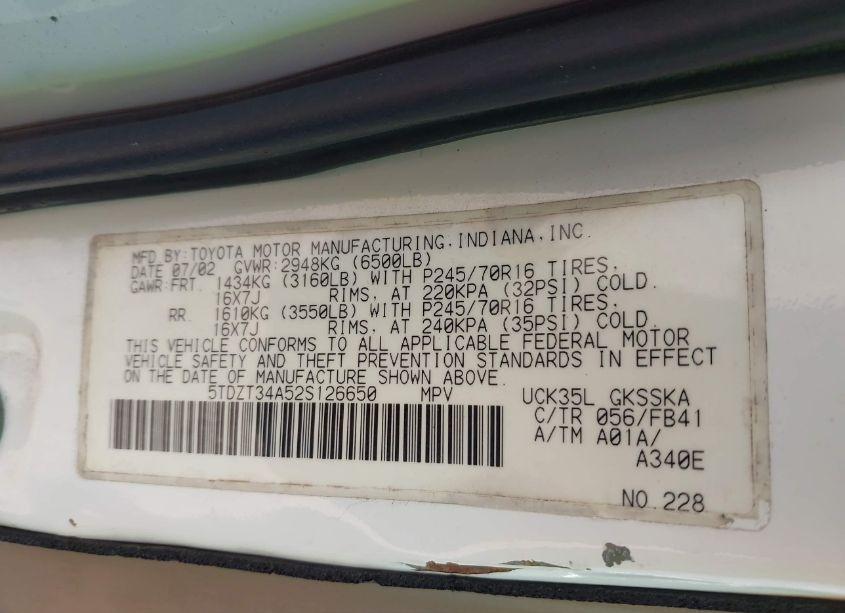 MFD.BY:TOYOTA MOTOR MANUFACTURING,INDIANA,INC.
DATE 07/02 GVWR:2948KG (6500LB)
GAWR:FRT. 1434KG (3160LB) WITH P245/70R16 TIRES,
16X7J RIMS, AT 220KPA (32PSI) COLD.
RR. 1610KG (3550LB) WITH P245/70R16 TIRES,
16X7J RIMS, AT 240KPA (35PSI) COLD.
THIS VEHICLE CONFORMS TO ALL APPLICABLE FEDERAL MOTOR
VEHICLE SAFETY AND THEFT PREVENTION STANDARDS IN EFFECT
ON THE DATE OF MANUFACTURE SHOWN ABOVE.
5TDZT34A52S126650 MPV UCK35L GKSSKA
C/TR 056/FB41
A/TM A01A/
A340E
NO.228